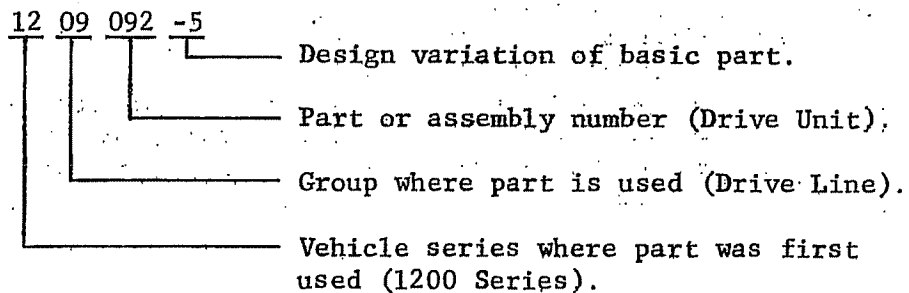 12 09 092 -5
Design variation of basic part.
Part or assembly number (Drive Unit).
Group where part is used (Drive Line).
Vehicle series where part was first
used (1200 Series).